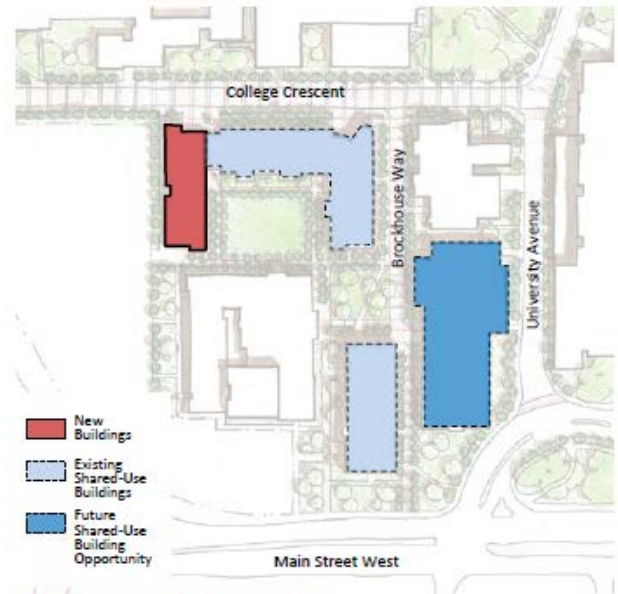 College Crescent
Brockhouse Way
University Avenue
New
Buildings
Existing
Shared-Use
Buildings
Future
Shared-Use
Building
Opportunity
Main Street West